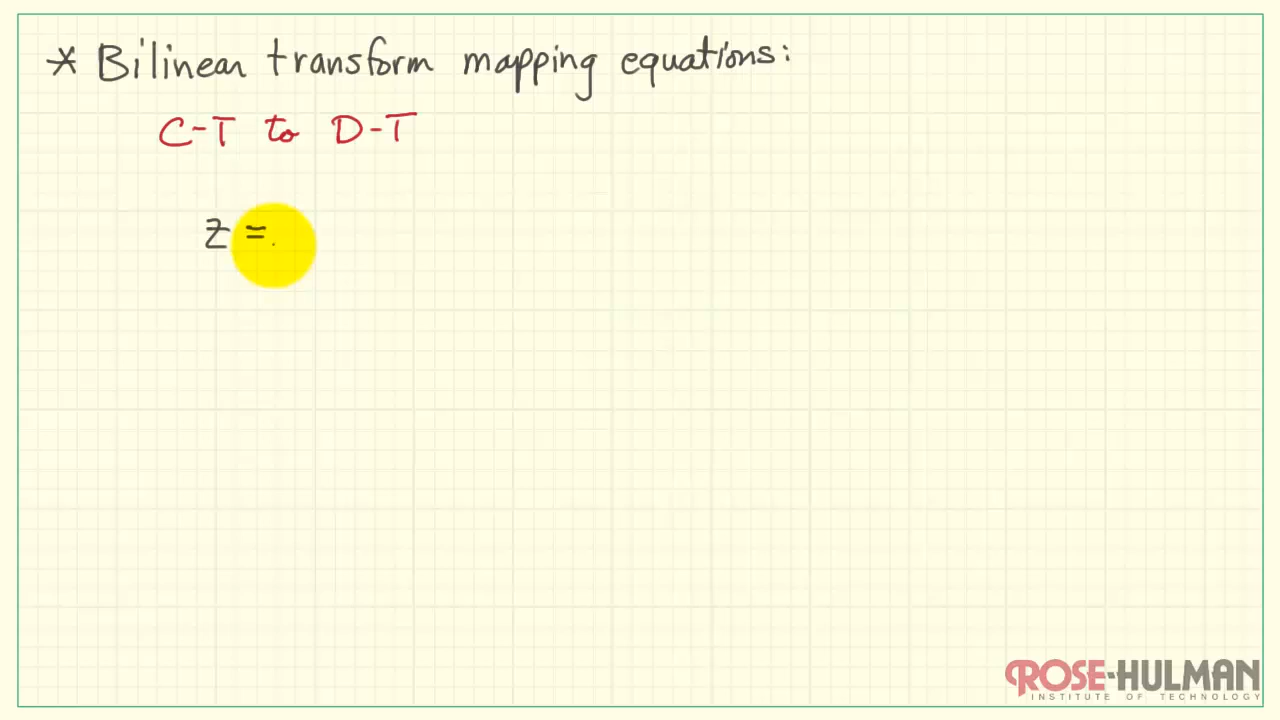 * Bilinear transform mapping equations:
C-T to D-T
z =
ROSE-HULMAN
INSTITUTE OF TECHNOLOGY